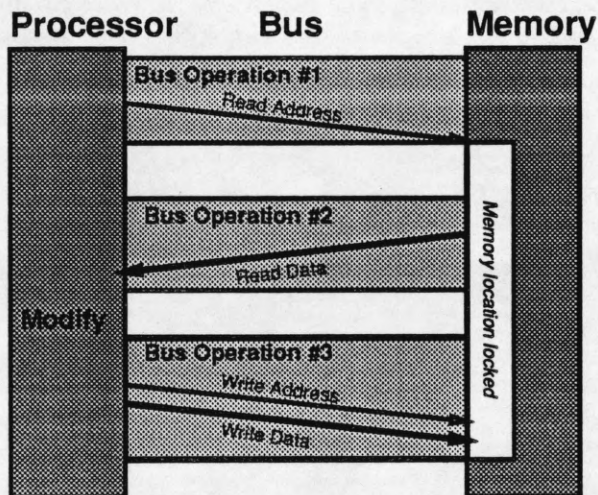 Processor Bus Memory
Bus Operation #1
Read Address
Bus Operation #2
Read Data
Memory location locked
Modify
Bus Operation #3
Write Address
Write Data